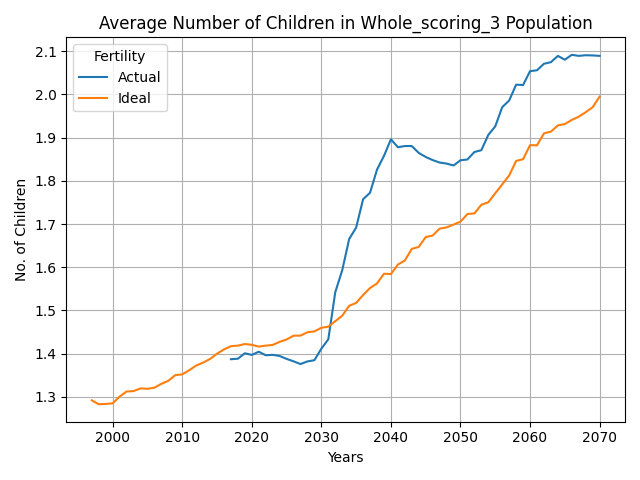 Average Number of Children in Whole_scoring_3 Population
Fertility
Actual
Ideal
No. of Children
2.1
2.0
1.9
1.8
1.7
1.6
1.5
1.4
1.3
2000 2010 2020 2030 2040 2050 2060 2070
Years